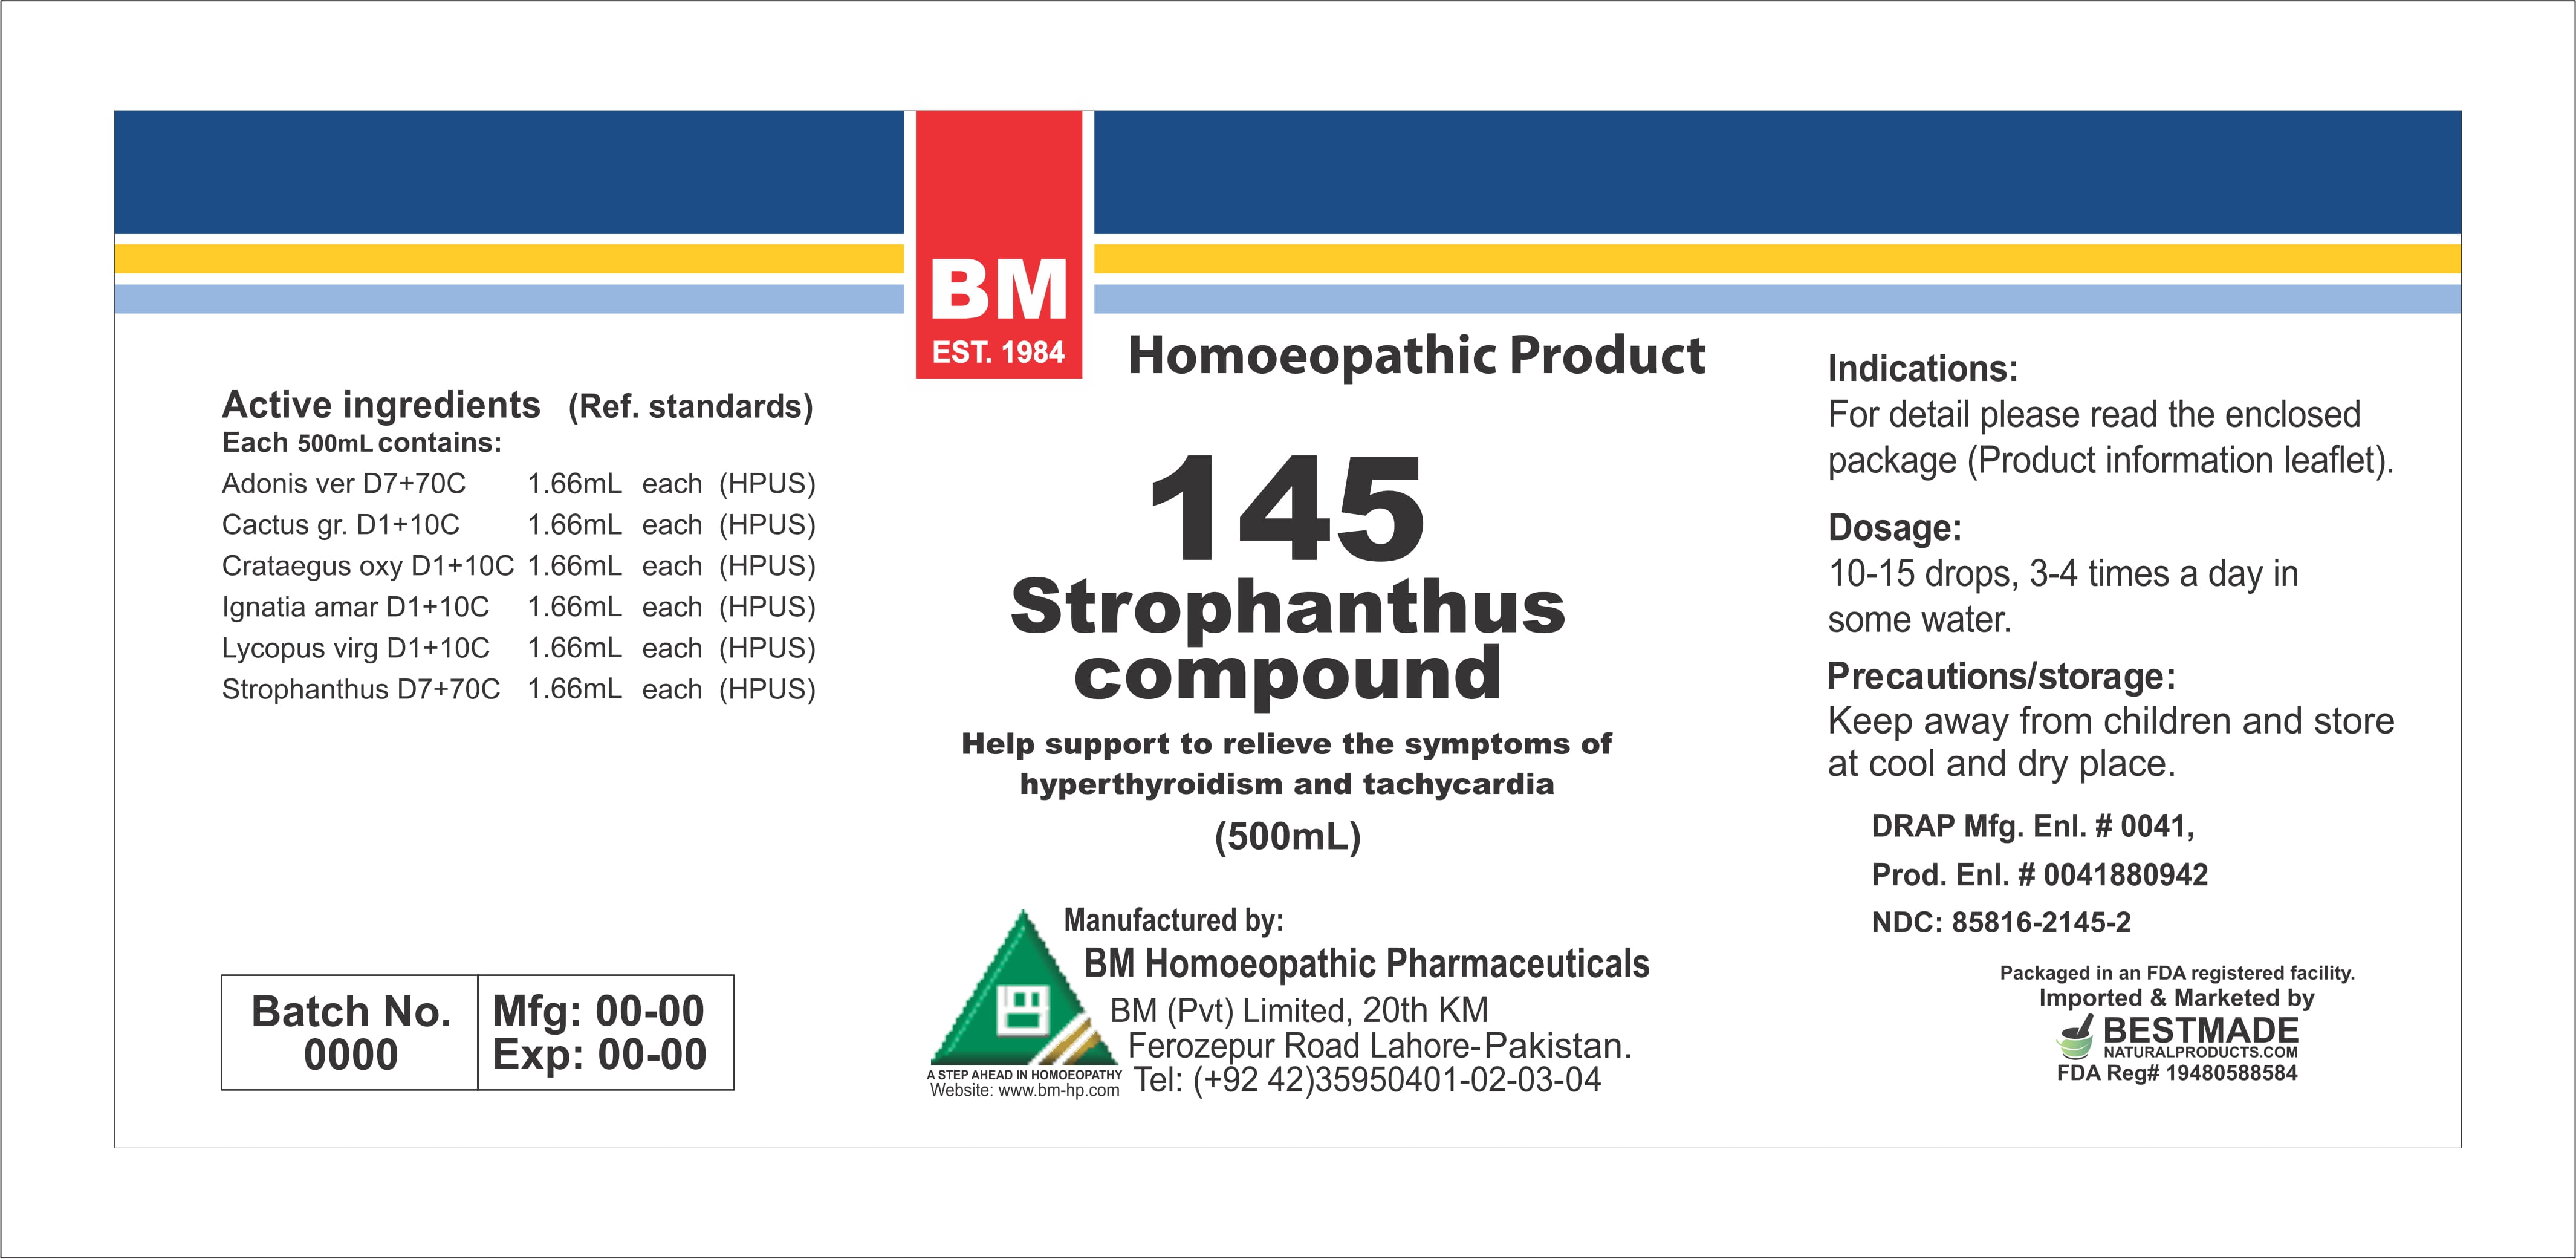 BM
EST. 1984
Homoeopathic Product
Active ingredients (Ref. standards)
Each 500mL contains:
Adonis ver D7+70C 1.66mL each (HPUS)
Cactus gr. D1+10C 1.66mL each (HPUS)
Crataegus oxy D1+10C 1.66mL each (HPUS)
Ignatia amar D1+10C 1.66mL each (HPUS)
Lycopus virg D1+10C 1.66mL each (HPUS)
Strophanthus D7+70C 1.66mL each (HPUS)
Batch No.
0000
Mfg: 00-00
Exp: 00-00
145
Strophanthus
compound
Help support to relieve the symptoms of
hyperthyroidism and tachycardia
(500mL)
Manufactured by:
BM Homoeopathic Pharmaceuticals
BM (Pvt) Limited, 20th KM
Ferozepur Road Lahore-Pakistan.
Tel: (+92 42)35950401-02-03-04
A STEP AHEAD IN HOMOEOPATHY
Website: www.bm-hp.com
Indications:
For detail please read the enclosed
package (Product information leaflet).
Dosage:
10-15 drops, 3-4 times a day in
some water.
Precautions/storage:
Keep away from children and store
at cool and dry place.
DRAP Mfg. Enl. # 0041,
Prod. Enl. # 0041880942
NDC: 85816-2145-2
Packaged in an FDA registered facility.
Imported & Marketed by
BESTMADE
NATURALPRODUCTS.COM
FDA Reg# 19480588584